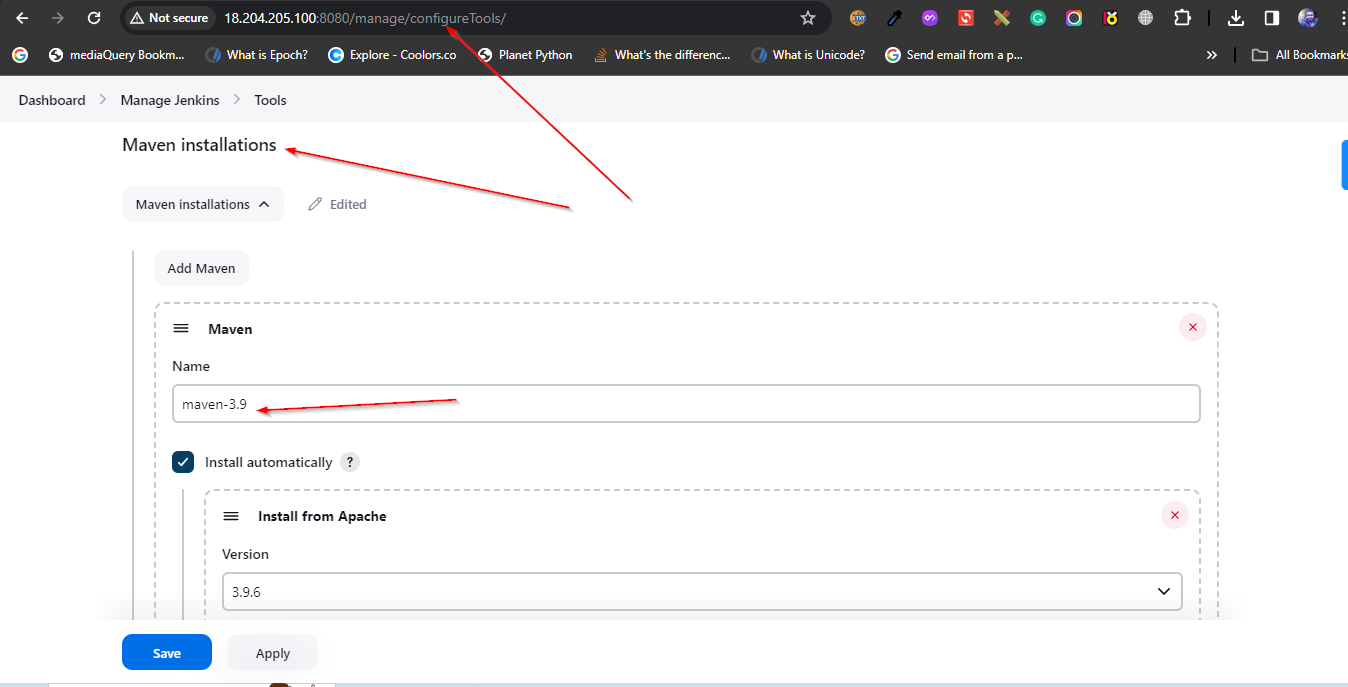 Not secure 18.204.205.100:8080/manage/configureTools/
mediaQuery Bookm... What is Epoch? Explore - Coolors.co Planet Python What's the differenc... What is Unicode? Send email from a p... » All Bookmarks
Dashboard > Manage Jenkins > Tools
Maven installations
Maven installations Edited
Add Maven
Maven
Name
maven-3.9
Install automatically ?
Install from Apache
Version
3.9.6
Save Apply